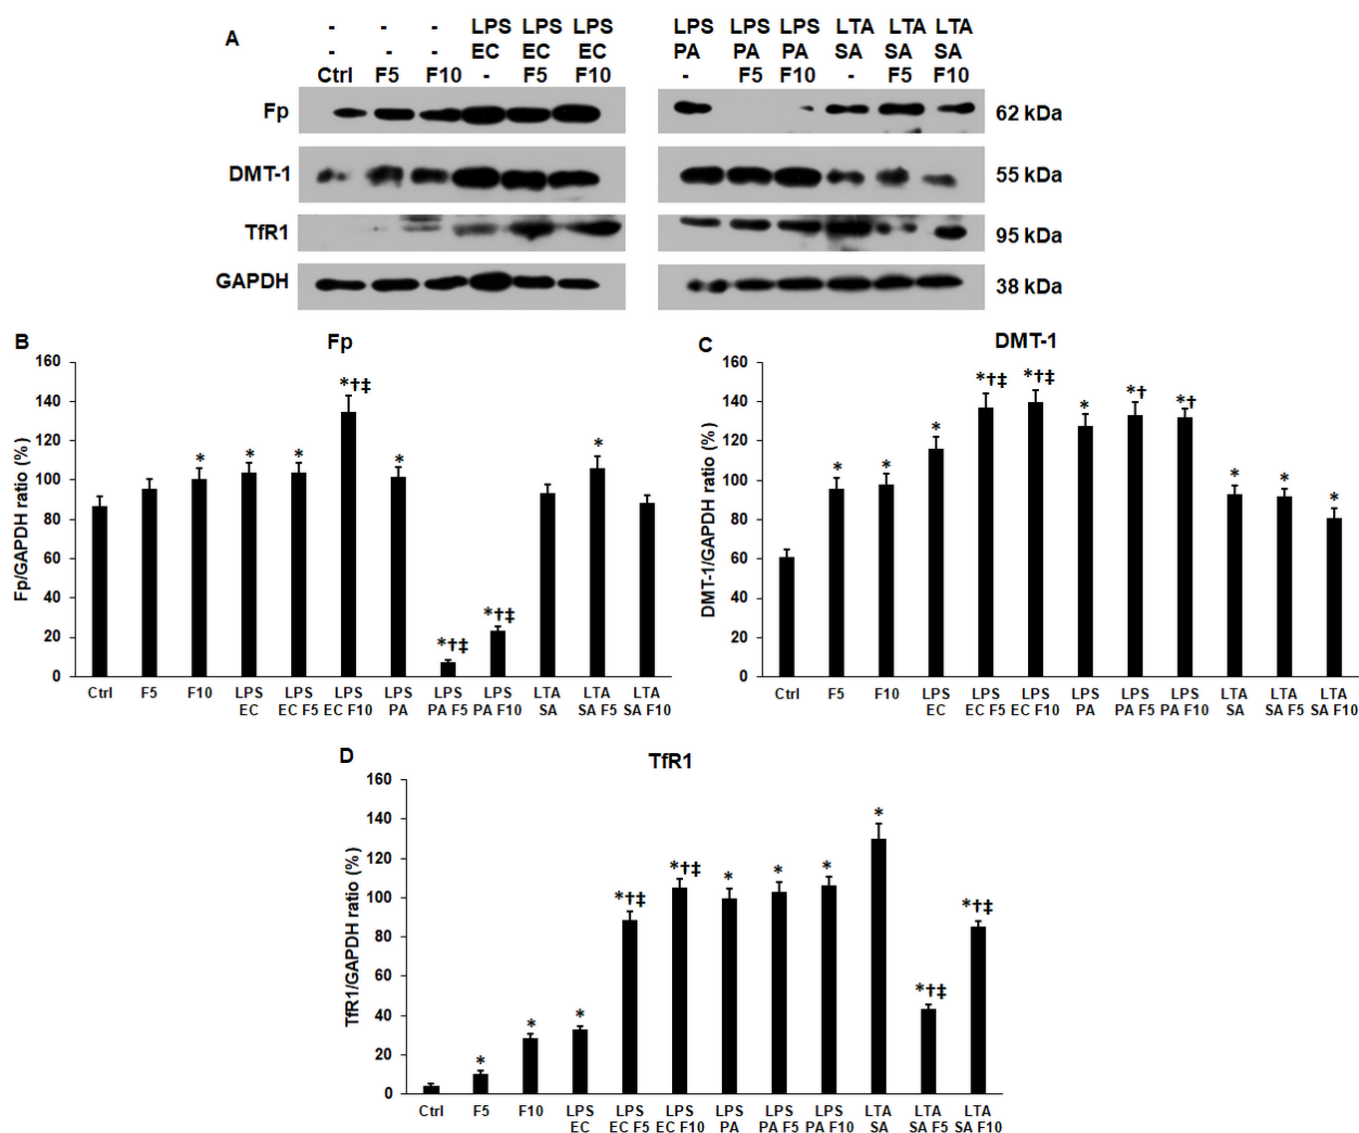 A
- - - LPS LPS LPS LPS LPS LPS LTA LTA LTA
- - - EC EC EC PA PA PA SA SA SA
Ctrl F5 F10 - F5 F10 - F5 F10 - F5 F10
Fp 62 kDa
DMT-1 55 kDa
TfR1 95 kDa
GAPDH 38 kDa
B Fp
Fp/GAPDH ratio (%)
160
140
120
100
80
60
40
20
0
* * * *†‡ * *†‡ *†‡ *
Ctrl F5 F10 LPS LPS LPS LPS LPS LPS LTA LTA LTA
EC EC F5 EC F10 PA PA F5 PA F10 SA SA F5 SA F10
C DMT-1
DMT-1/GAPDH ratio (%)
160
140
120
100
80
60
40
20
0
* * * *†‡ *†‡ * *† *† * * *
Ctrl F5 F10 LPS LPS LPS LPS LPS LPS LTA LTA LTA
EC EC F5 EC F10 PA PA F5 PA F10 SA SA F5 SA F10
D TfR1
TfR1/GAPDH ratio (%)
160
140
120
100
80
60
40
20
0
* * * *†‡ *†‡ * * * * *†‡ *†‡
Ctrl F5 F10 LPS LPS LPS LPS LPS LPS LTA LTA LTA
EC EC F5 EC F10 PA PA F5 PA F10 SA SA F5 SA F10